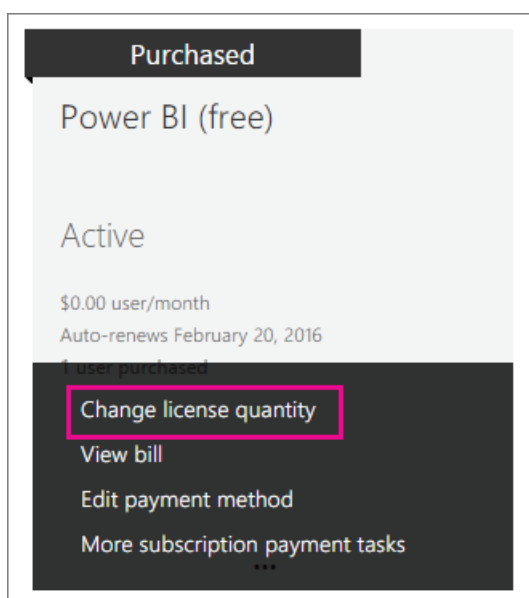 Purchased
Power BI (free)
Active
$0.00 user/month
Auto-renews February 20, 2016
1 user purchased
Change license quantity
View bill
Edit payment method
More subscription payment tasks
...